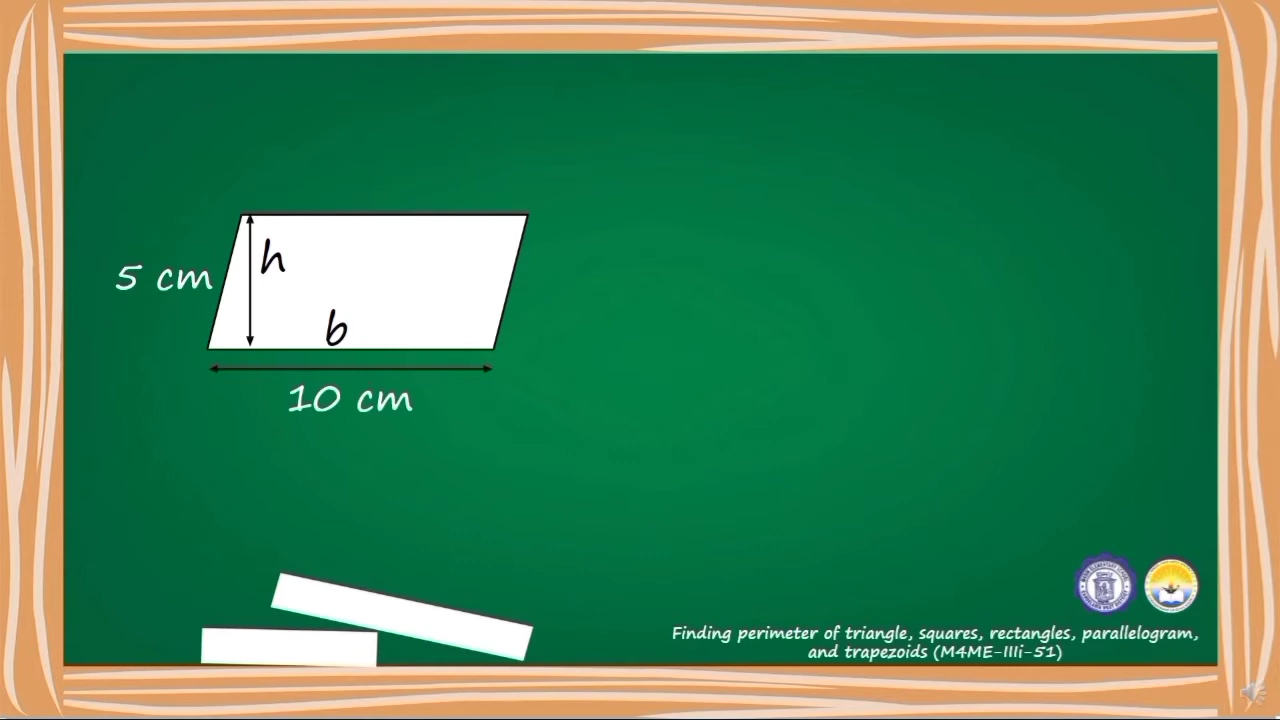 5 cm
h
b
10 cm
Finding perimeter of triangle, squares, rectangles, parallelogram,
and trapezoids (M4ME-IIIi-51)